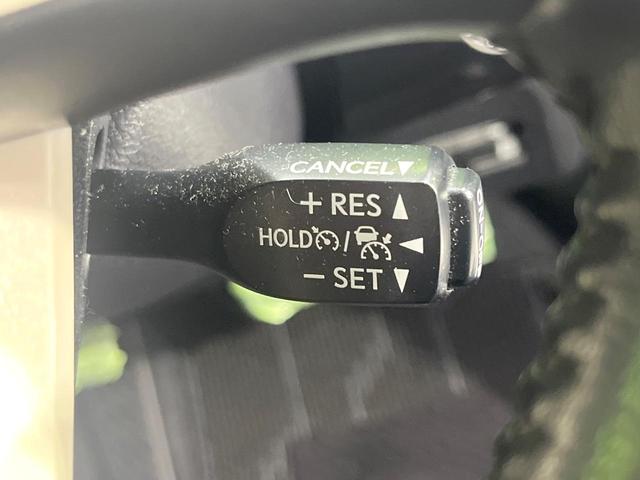 CANCEL▼
+ RES ▲
HOLD / ◀
− SET ▼